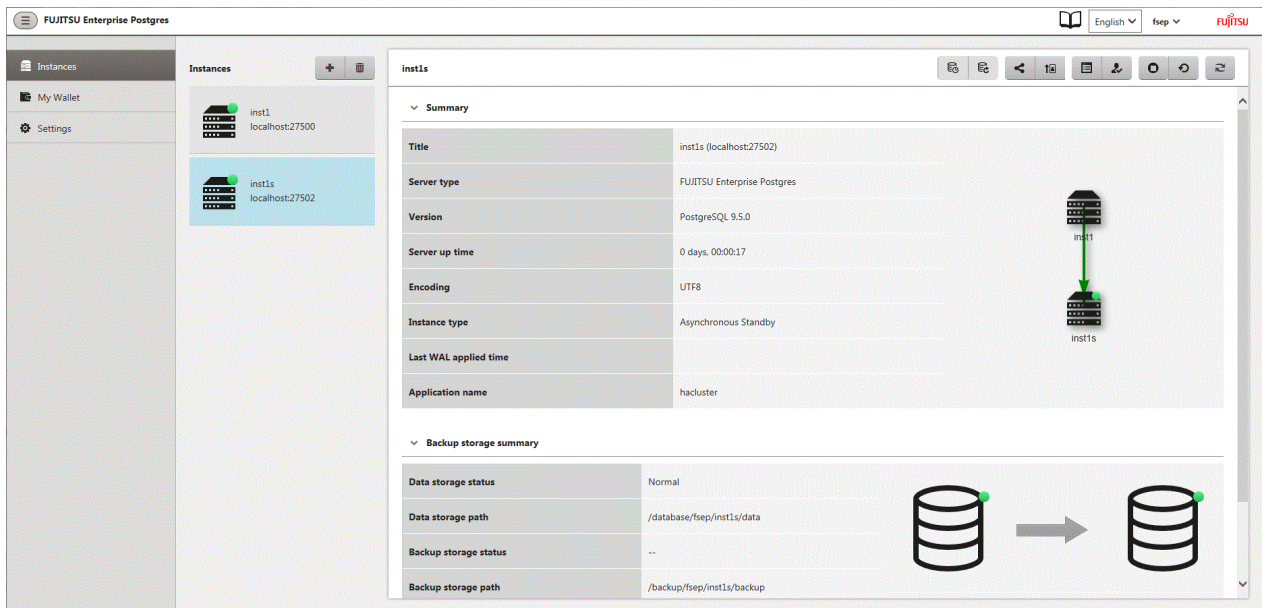 FUJITSU Enterprise Postgres
English
fsep
FUJITSU
Instances
My Wallet
Settings
Instances
inst1
localhost:27500
inst1s
localhost:27502
inst1s
Summary
Title inst1s (localhost:27502)
Server type FUJITSU Enterprise Postgres
Version PostgreSQL 9.5.0
Server up time 0 days, 00:00:17
Encoding UTF8
Instance type Asynchronous Standby
Last WAL applied time
Application name hacluster
inst1
inst1s
Backup storage summary
Data storage status Normal
Data storage path /database/fsep/inst1s/data
Backup storage status --
Backup storage path /backup/fsep/inst1s/backup